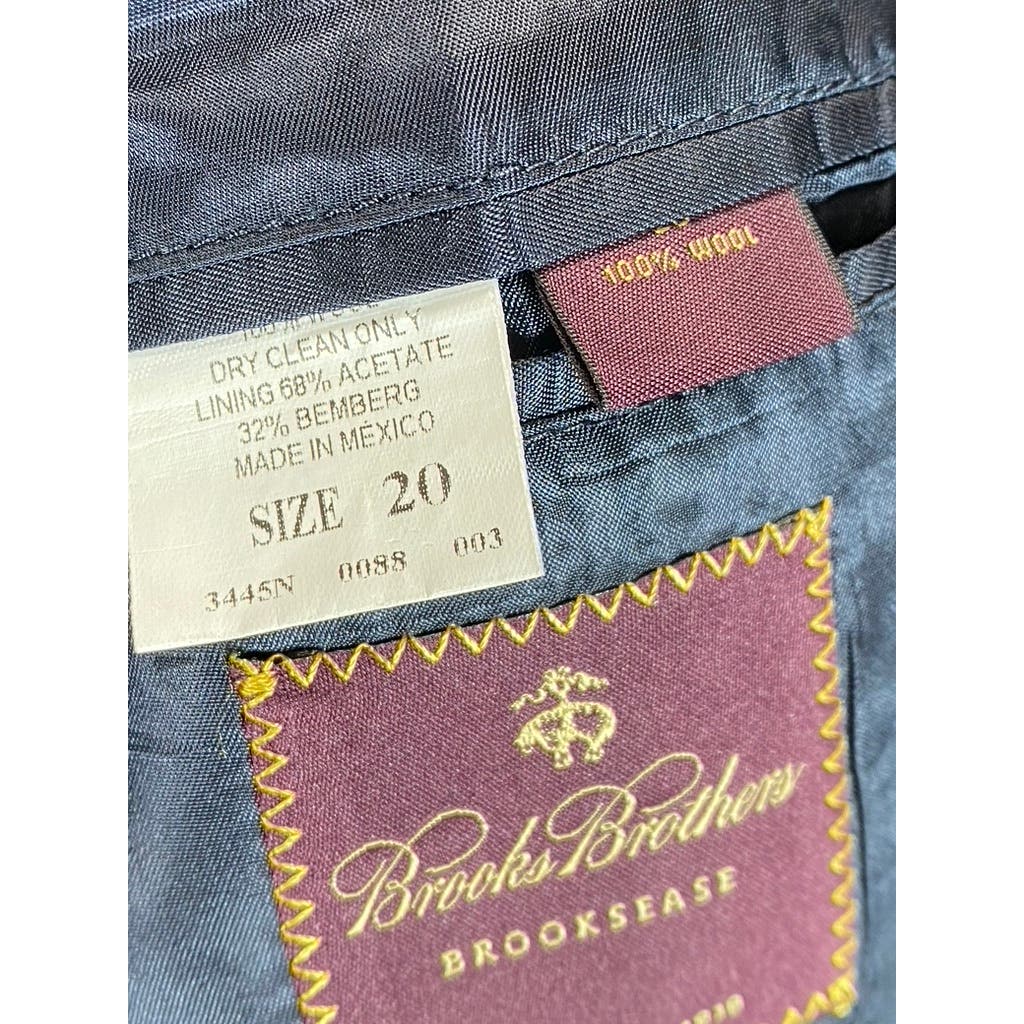 100% WOOL
DRY CLEAN ONLY
LINING 68% ACETATE
32% BEMBERG
MADE IN MEXICO
SIZE 20
3445N 0088 003
Brooks Brothers
BROOKSEASE